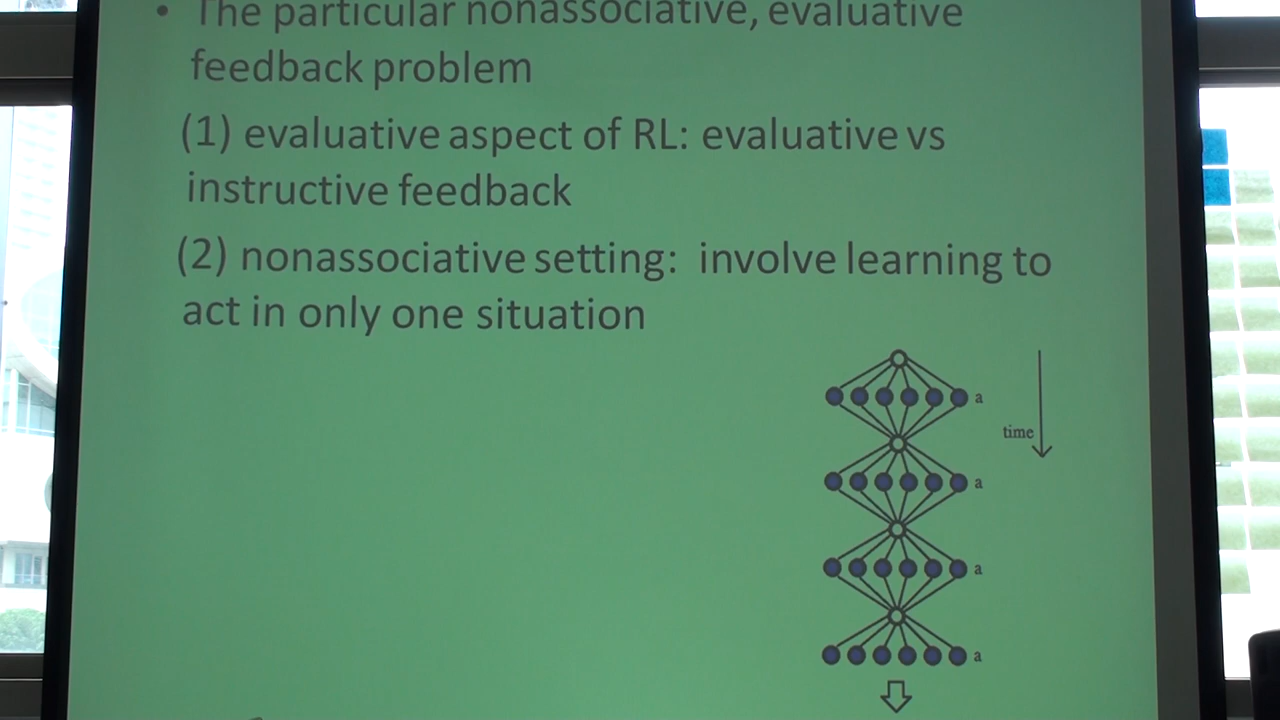 • The particular nonassociative, evaluative
feedback problem
(1) evaluative aspect of RL: evaluative vs
instructive feedback
(2) nonassociative setting: involve learning to
act in only one situation
a
time
a
a
a